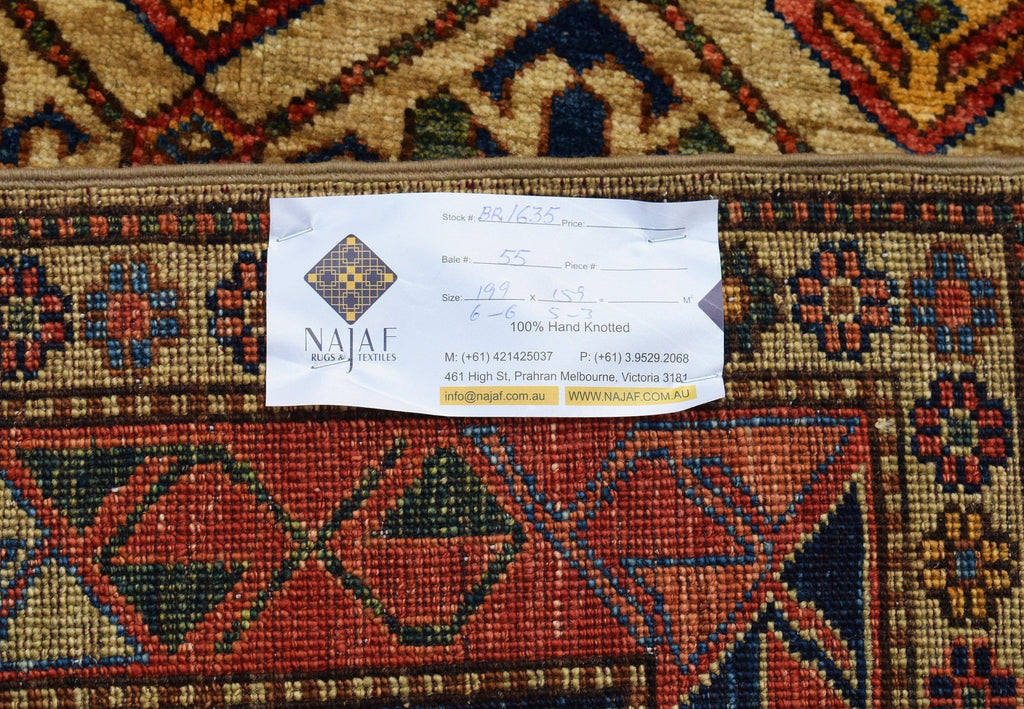 Stock #: BR1635 Price:
Bale #: 55 Piece #:
Size: 199 x 159 = M²
6-6 5-3
100% Hand Knotted
NAJAF
RUGS & TEXTILES
M: (+61) 421425037 P: (+61) 3.9529.2068
461 High St, Prahran Melbourne, Victoria 3181
info@najaf.com.au WWW.NAJAF.COM.AU